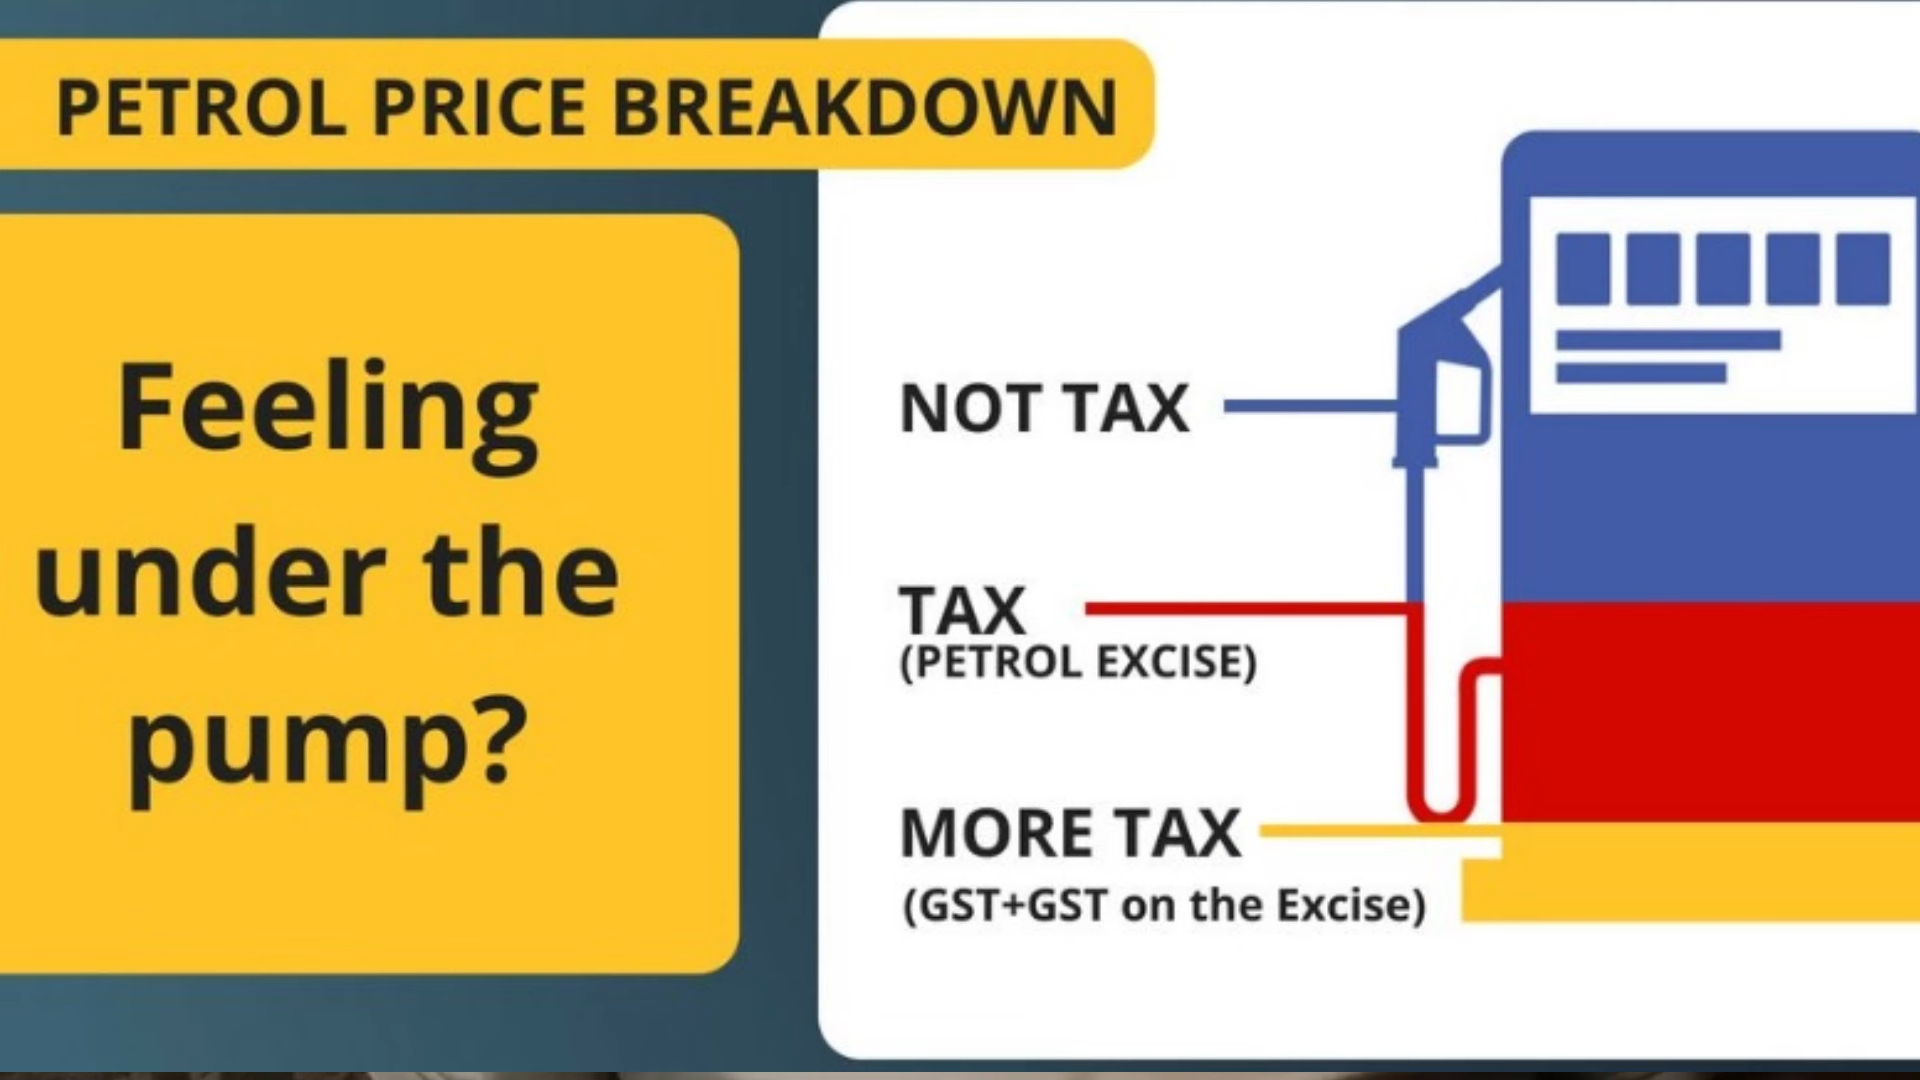 PETROL PRICE BREAKDOWN
Feeling
under the
pump?
NOT TAX
TAX
(PETROL EXCISE)
MORE TAX
(GST+GST on the Excise)